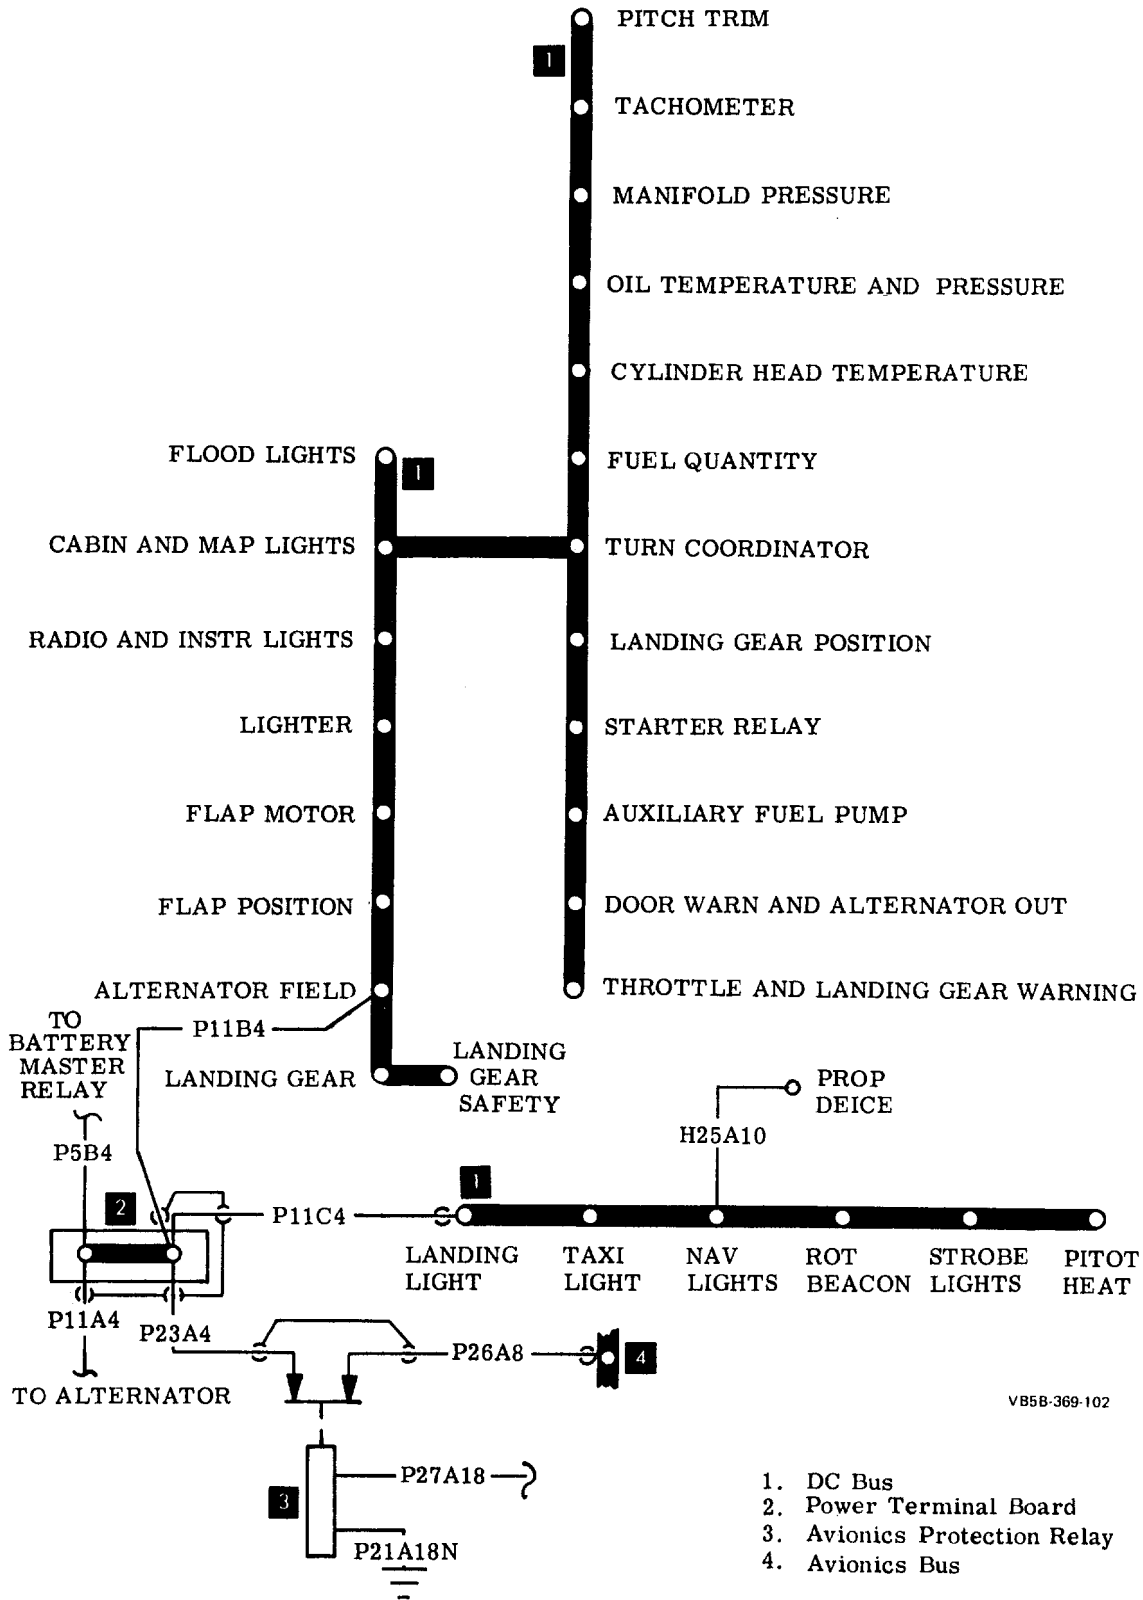 PITCH TRIM
1
TACHOMETER
MANIFOLD PRESSURE
OIL TEMPERATURE AND PRESSURE
CYLINDER HEAD TEMPERATURE
FLOOD LIGHTS
1
FUEL QUANTITY
CABIN AND MAP LIGHTS
TURN COORDINATOR
RADIO AND INSTR LIGHTS
LANDING GEAR POSITION
LIGHTER
STARTER RELAY
FLAP MOTOR
AUXILIARY FUEL PUMP
FLAP POSITION
DOOR WARN AND ALTERNATOR OUT
ALTERNATOR FIELD
THROTTLE AND LANDING GEAR WARNING
TO
BATTERY
MASTER
RELAY
P11B4
LANDING GEAR
LANDING
GEAR
SAFETY
PROP
DEICE
H25A10
P5B4
2
1
P11C4
LANDING
LIGHT
TAXI
LIGHT
NAV
LIGHTS
ROT
BEACON
STROBE
LIGHTS
PITOT
HEAT
P11A4
P23A4
P26A8
4
TO ALTERNATOR
VB5B-369-102
3
P27A18
P21A18N
1. DC Bus
2. Power Terminal Board
3. Avionics Protection Relay
4. Avionics Bus